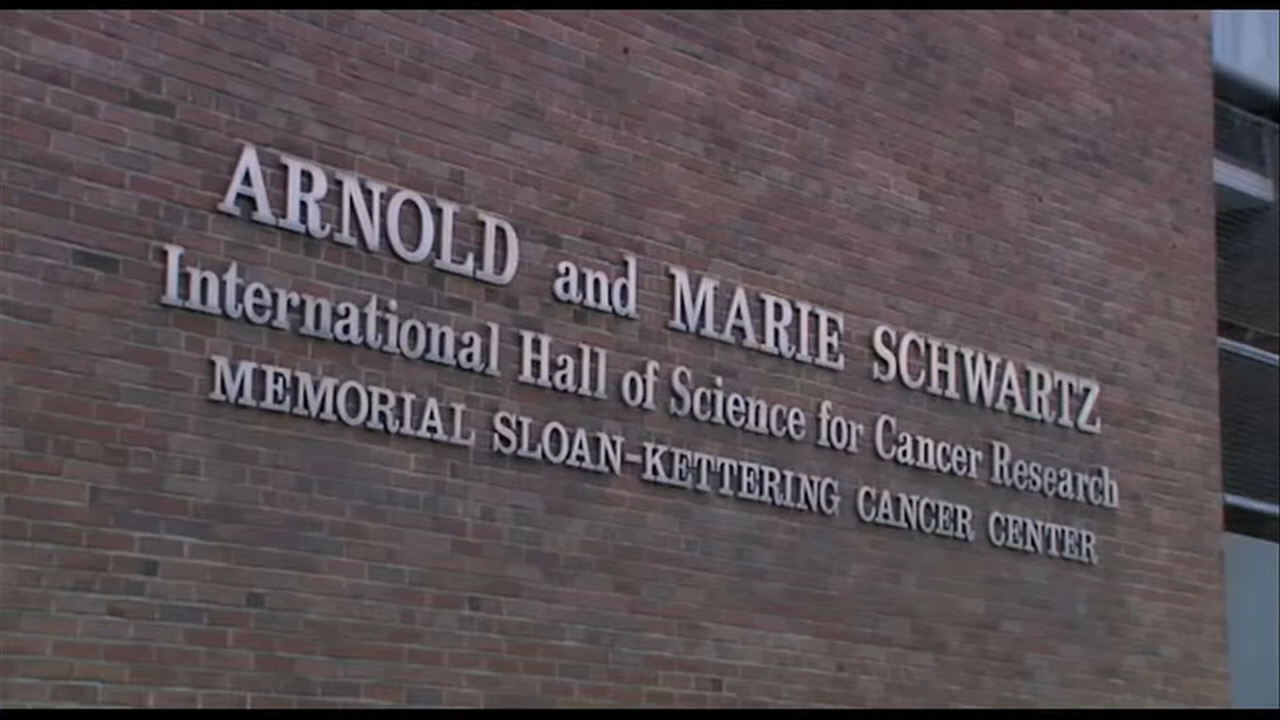 ARNOLD and MARIE SCHWARTZ
International Hall of Science for Cancer Research
MEMORIAL SLOAN-KETTERING CANCER CENTER